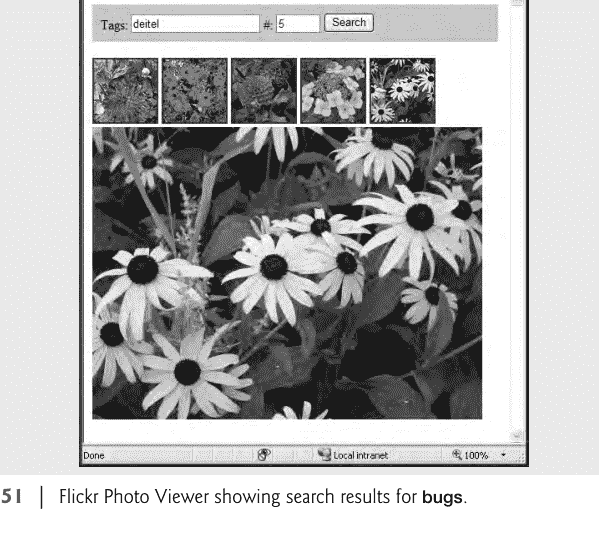 Tags: deitel #: 5 Search
Done Local intranet 100%
51 | Flickr Photo Viewer showing search results for bugs.